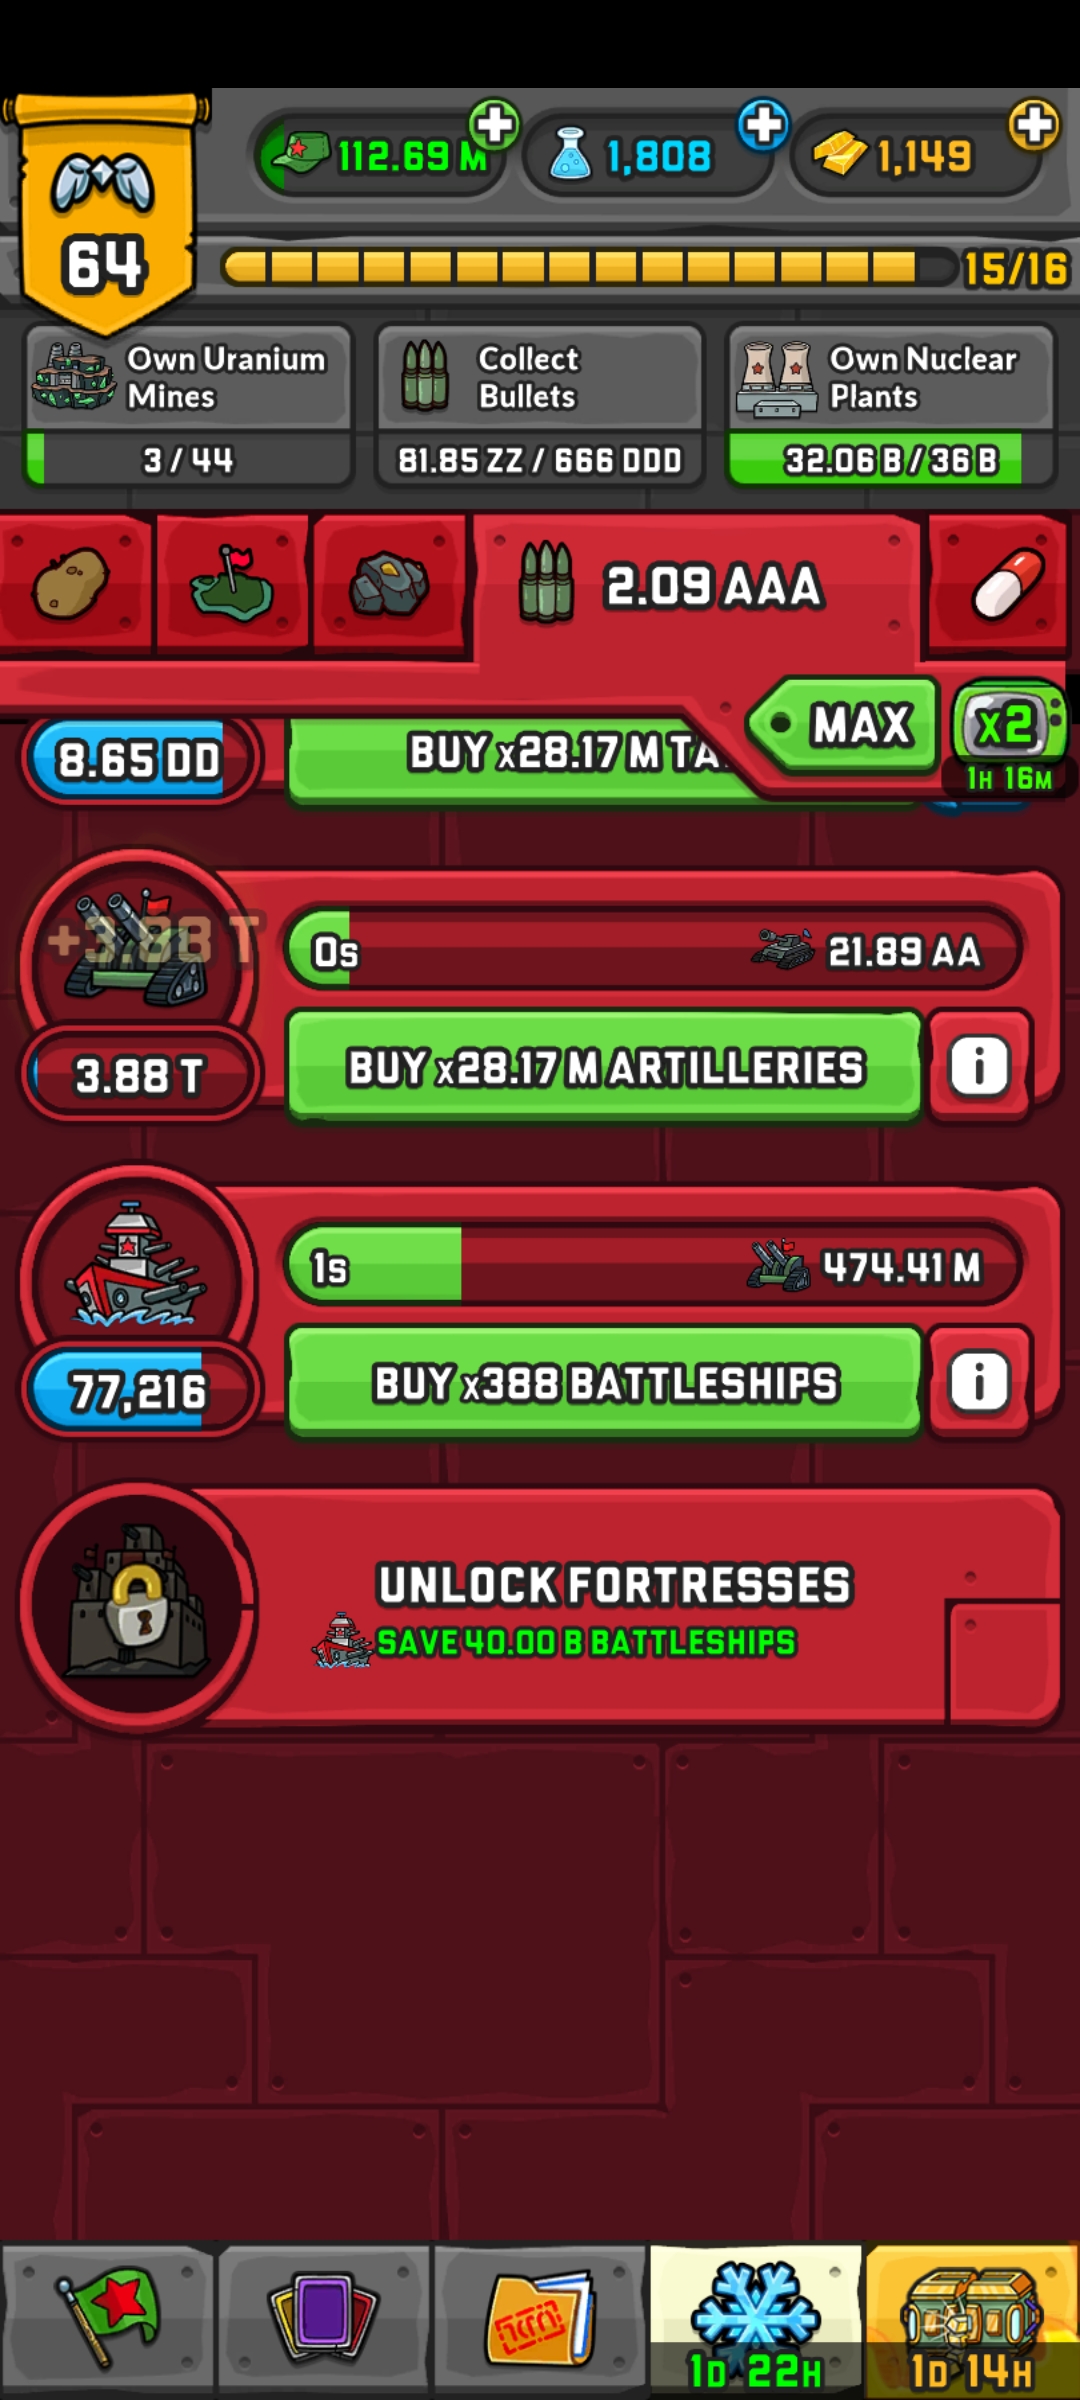 112.69 M
1,808
1,149
64
15/16
Own Uranium
Mines
3 / 44
Collect
Bullets
81.85 ZZ / 666 DDD
Own Nuclear
Plants
32.06 B / 36 B
2.09 AAA
MAX
x2
1H 16M
8.65 DD
BUY x28.17 M TA
+3.88 T
0s
21.89 AA
3.88 T
BUY x28.17 M ARTILLERIES
i
1s
474.41 M
77,216
BUY x388 BATTLESHIPS
i
UNLOCK FORTRESSES
SAVE 40.00 B BATTLESHIPS
1D 22H
1D 14H